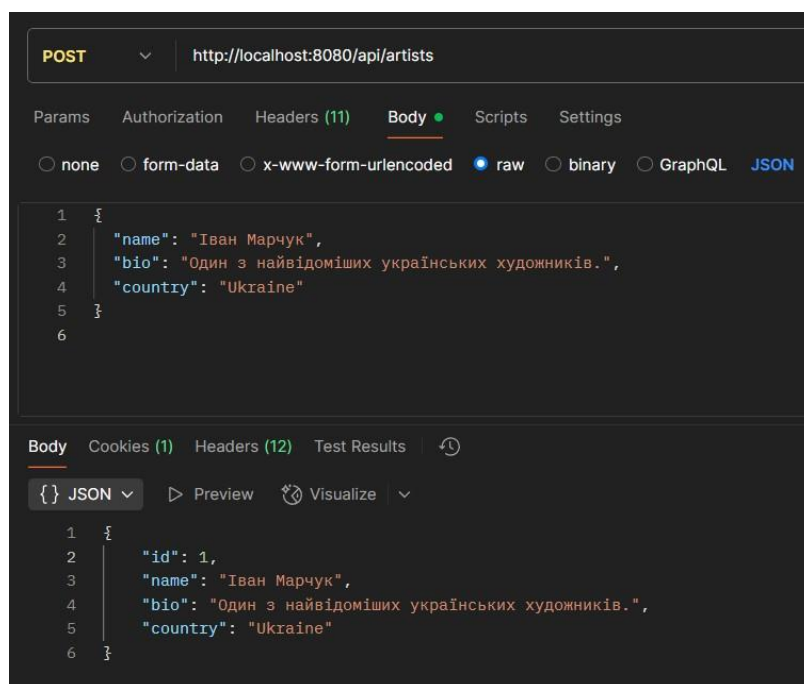 POST http://localhost:8080/api/artists
Params Authorization Headers (11) Body Scripts Settings
none form-data x-www-form-urlencoded raw binary GraphQL JSON
1 {
2 "name": "Іван Марчук",
3 "bio": "Один з найвідоміших українських художників.",
4 "country": "Ukraine"
5 }
6
Body Cookies (1) Headers (12) Test Results
{} JSON Preview Visualize
1 {
2 "id": 1,
3 "name": "Іван Марчук",
4 "bio": "Один з найвідоміших українських художників.",
5 "country": "Ukraine"
6 }